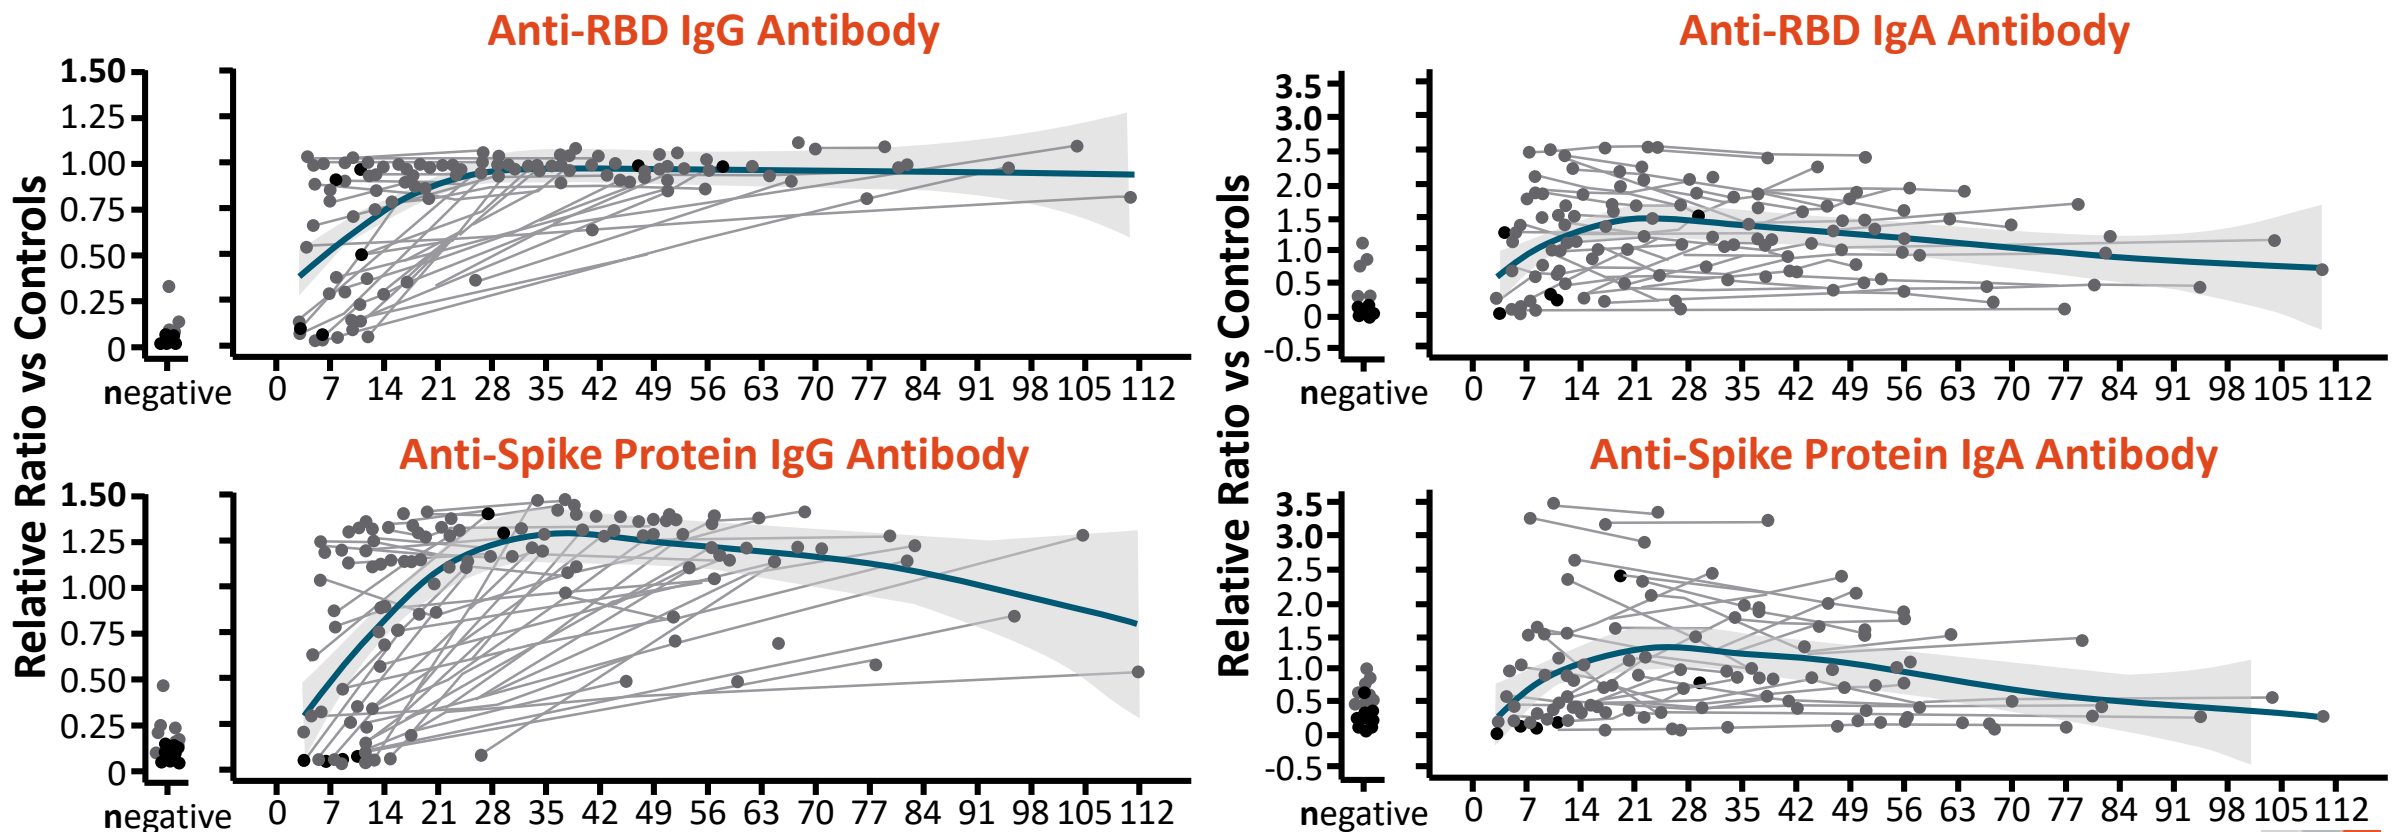 Anti-RBD IgG Antibody
Anti-RBD IgA Antibody
Relative Ratio vs Controls
1.50
1.25
1.00
0.75
0.50
0.25
0
negative
0 7 14 21 28 35 42 49 56 63 70 77 84 91 98 105 112
Relative Ratio vs Controls
3.5
3.0
2.5
2.0
1.5
1.0
0.5
0
-0.5
negative
0 7 14 21 28 35 42 49 56 63 70 77 84 91 98 105 112
Anti-Spike Protein IgG Antibody
Anti-Spike Protein IgA Antibody
1.50
1.25
1.00
0.75
0.50
0.25
0
negative
0 7 14 21 28 35 42 49 56 63 70 77 84 91 98 105 112
3.5
3.0
2.5
2.0
1.5
1.0
0.5
0
-0.5
negative
0 7 14 21 28 35 42 49 56 63 70 77 84 91 98 105 112